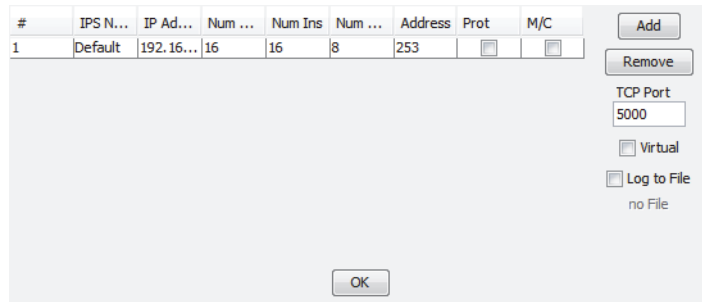 # IPS N... IP Ad... Num ... Num Ins Num ... Address Prot M/C
1 Default 192.16... 16 16 8 253
Add
Remove
TCP Port
5000
Virtual
Log to File
no File
OK